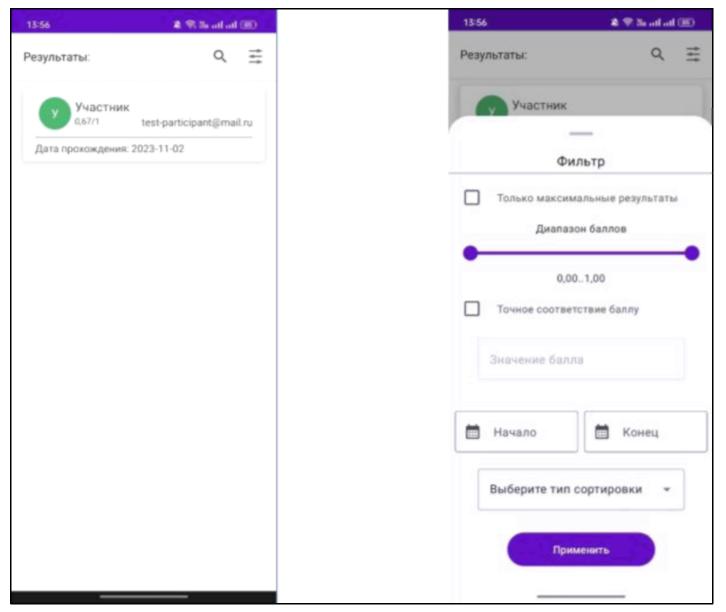 13:56
85
Результаты:
У
Участник
0,67/1
test-participant@mail.ru
Дата прохождения: 2023-11-02
13:56
85
Результаты:
У
Участник
Фильтр
Только максимальные результаты
Диапазон баллов
0,00..1,00
Точное соответствие баллу
Значение балла
Начало
Конец
Выберите тип сортировки
Применить